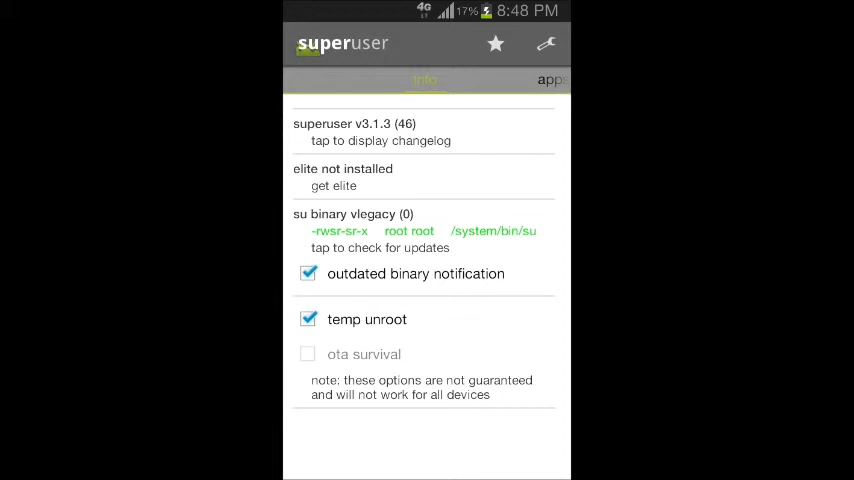 4G 17% 8:48 PM
superuser
info apps
superuser v3.1.3 (46)
tap to display changelog
elite not installed
get elite
su binary vlegacy (0)
-rwsr-sr-x root root /system/bin/su
tap to check for updates
outdated binary notification
temp unroot
ota survival
note: these options are not guaranteed
and will not work for all devices